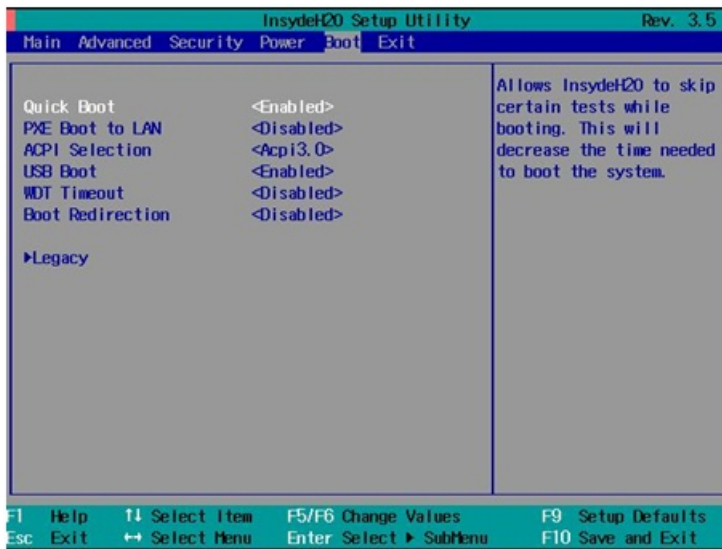 InsydeH20 Setup Utility Rev. 3.5
Main Advanced Security Power Boot Exit
Quick Boot <Enabled>
PXE Boot to LAN <Disabled>
ACPI Selection <Acpi3.0>
USB Boot <Enabled>
WDT Timeout <Disabled>
Boot Redirection <Disabled>
▶Legacy
Allows InsydeH20 to skip
certain tests while
booting. This will
decrease the time needed
to boot the system.
F1 Help ↑↓ Select Item F5/F6 Change Values F9 Setup Defaults
Esc Exit ↔ Select Menu Enter Select ▶ SubMenu F10 Save and Exit